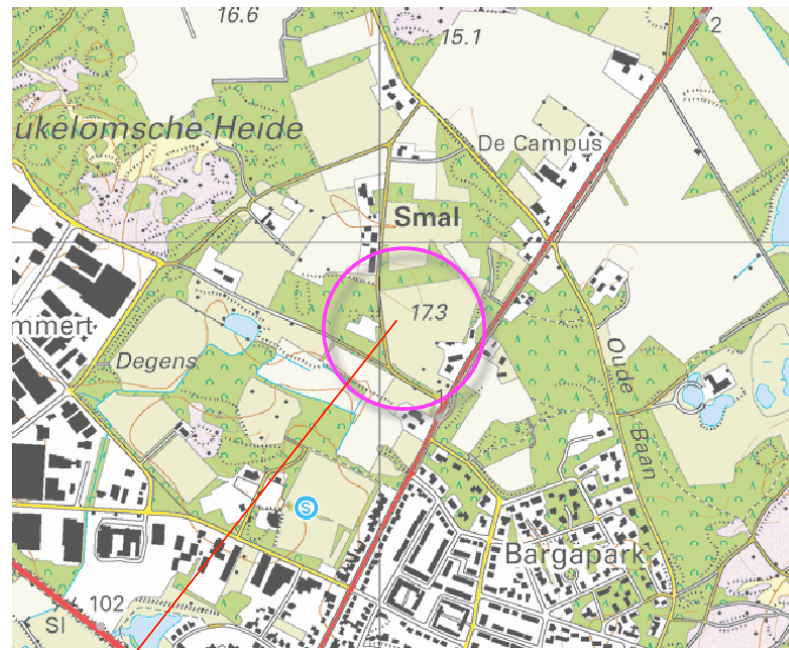 16.6
2
15.1
ukelomsche Heide
De Campus
Smal
17.3
mmert
Degens
Oude
Baan
S
Bargapark
102
Sl